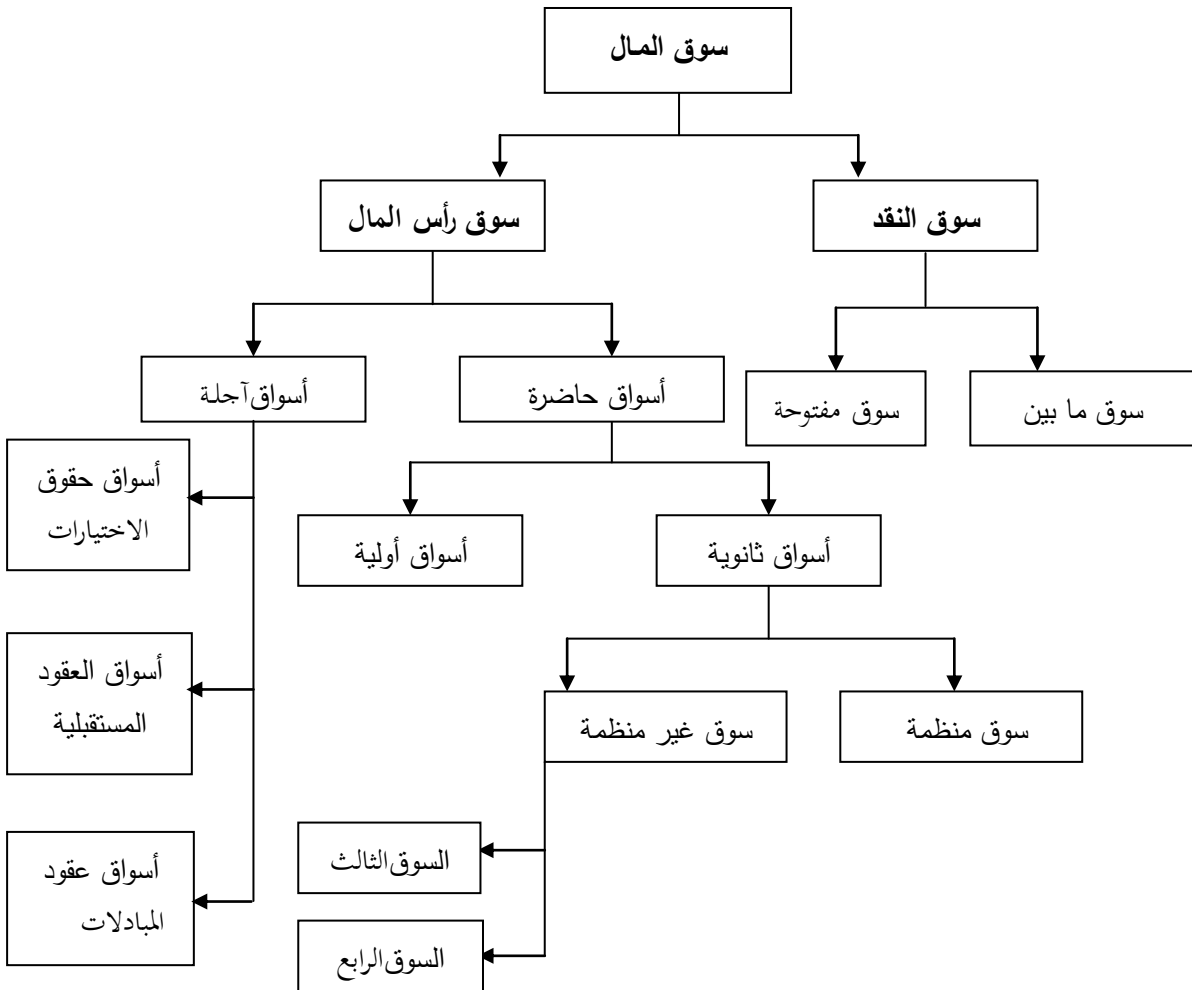 سوق المال
سوق النقد
سوق رأس المال
سوق ما بين
سوق مفتوحة
أسواق حاضرة
أسواق آجلة
أسواق ثانوية
أسواق أولية
أسواق حقوق
الاختيارات
سوق منظمة
سوق غير منظمة
أسواق العقود
المستقبلية
السوق الثالث
السوق الرابع
أسواق عقود
المبادلات